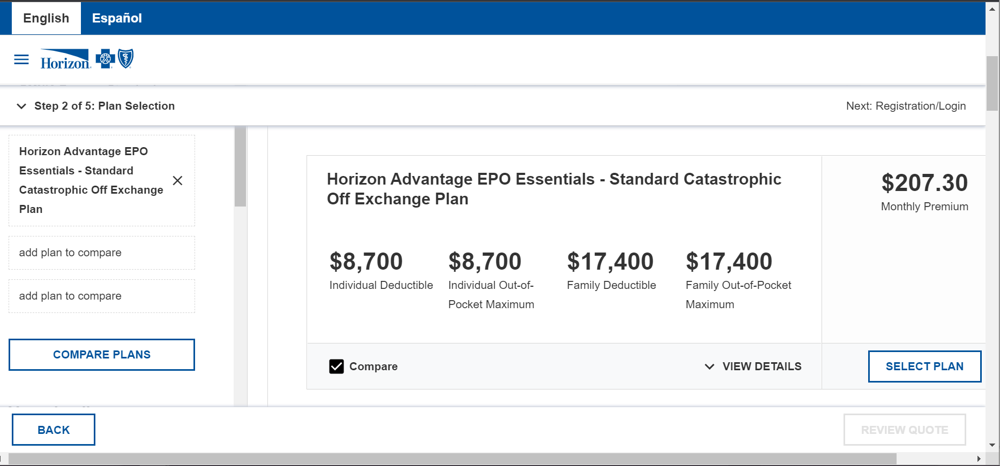 English Español
Horizon
Step 2 of 5: Plan Selection
Next: Registration/Login
Horizon Advantage EPO
Essentials - Standard
Catastrophic Off Exchange
Plan
add plan to compare
add plan to compare
COMPARE PLANS
Horizon Advantage EPO Essentials - Standard Catastrophic
Off Exchange Plan
$207.30
Monthly Premium
$8,700
Individual Deductible
$8,700
Individual Out-of-
Pocket Maximum
$17,400
Family Deductible
$17,400
Family Out-of-Pocket
Maximum
Compare
VIEW DETAILS
SELECT PLAN
BACK
REVIEW QUOTE